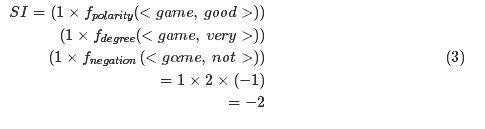 SI = (1 × f_polarity(< game, good >))
(1 × f_degree(< game, very >))
(1 × f_negation (< game, not >)) (3)
= 1 × 2 × (−1)
= −2